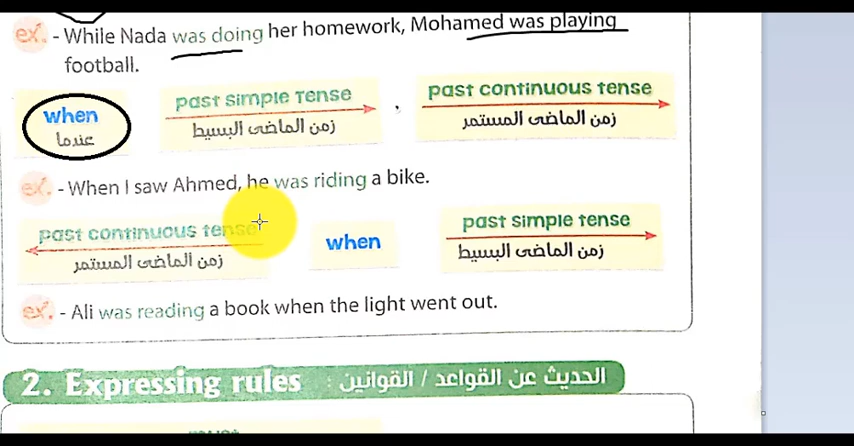 ex. - While Nada was doing her homework, Mohamed was playing
football.
when past simple Tense , past continuous tense
عندما زمن الماضى البسيط زمن الماضى المستمر
ex. - When I saw Ahmed, he was riding a bike.
past continuous tense when past simple tense
زمن الماضى المستمر زمن الماضى البسيط
ex. - Ali was reading a book when the light went out.
2. Expressing rules : الحديث عن القواعد / القوانين